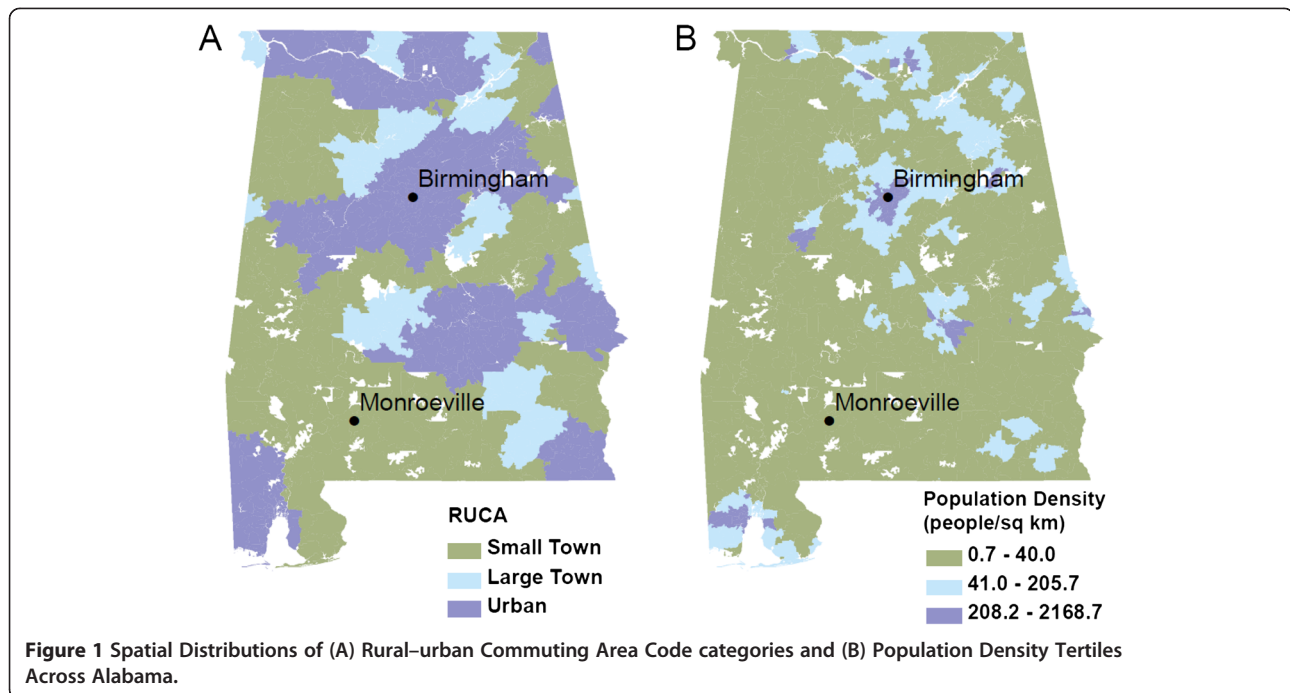 A
Birmingham
Monroeville
RUCA
Small Town
Large Town
Urban
B
Birmingham
Monroeville
Population Density
(people/sq km)
0.7 - 40.0
41.0 - 205.7
208.2 - 2168.7
Figure 1 Spatial Distributions of (A) Rural–urban Commuting Area Code categories and (B) Population Density Tertiles
Across Alabama.